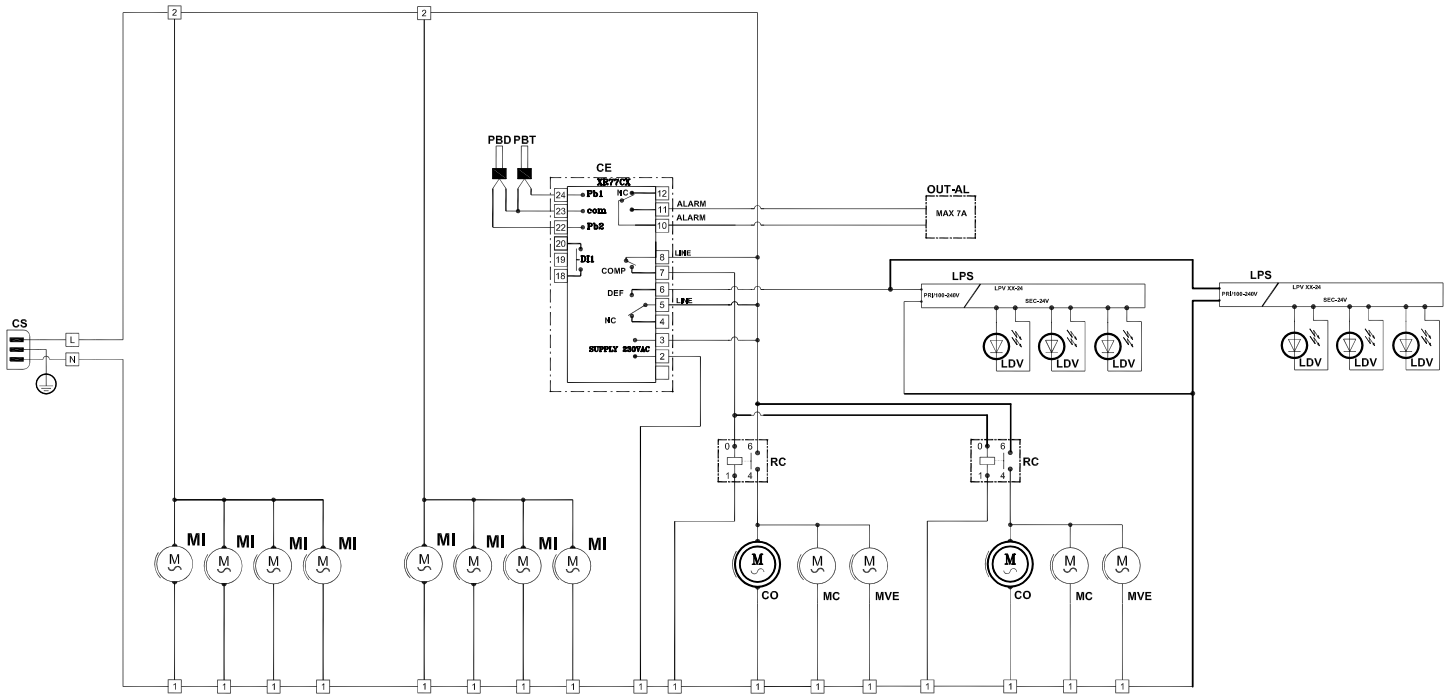 2
2
PBD PBT
CE
XR77CX
24 Pb1 NC 12
23 com 11 ALARM
22 Pb2 10 ALARM
OUT-AL
MAX 7A
20
19 DI1
18
8 LINE
COMP 7
DEF 6
5 LINE
NC 4
3
SUPPLY 230VAC 2
LPS
LPV XX-24
PRI/100-240V
SEC-24V
LDV LDV LDV
LPS
LPV XX-24
PRI/100-240V
SEC-24V
LDV LDV LDV
CS
L
N
0 6
1 4
RC
0 6
1 4
RC
M MI
M MI
M MI
M MI
M MI
M MI
M MI
M MI
M CO
M MC
M MVE
M CO
M MC
M MVE
1 1 1 1 1 1 1 1 1 1 1 1 1 1 1 1 1